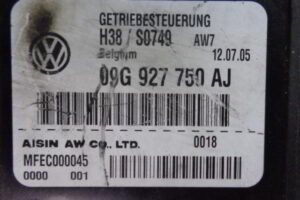 GETRIEBESTEUERUNG
H38 / S0749 AW7
Belgium 12.07.05
09G 927 750 AJ
AISIN AW CO., LTD. 0018
MFEC000045
0000 001